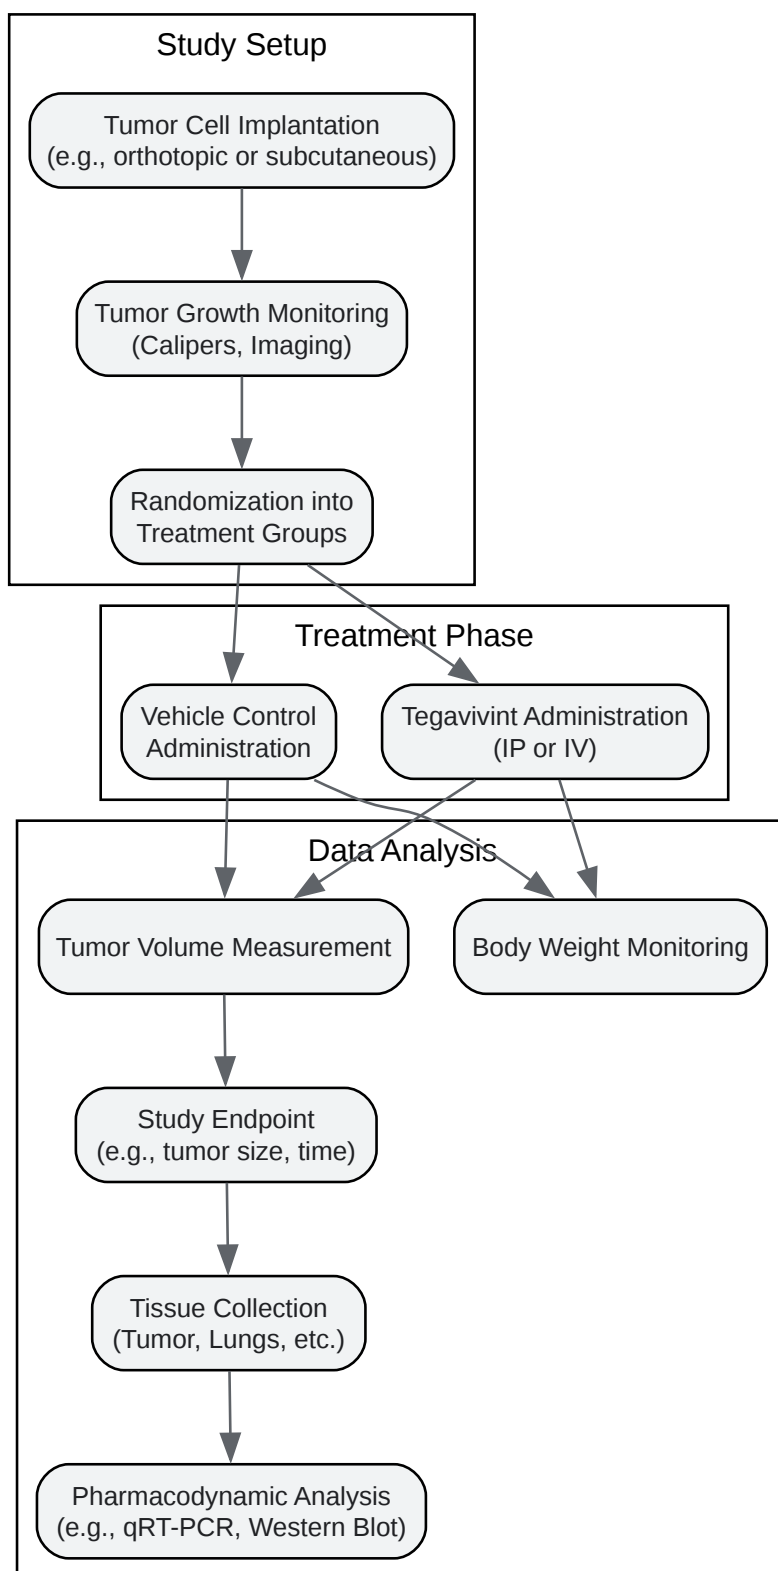 Study Setup
Tumor Cell Implantation
(e.g., orthotopic or subcutaneous)
Tumor Growth Monitoring
(Calipers, Imaging)
Randomization into
Treatment Groups
Treatment Phase
Vehicle Control
Administration
Tegavivint Administration
(IP or IV)
Data Analysis
Tumor Volume Measurement
Body Weight Monitoring
Study Endpoint
(e.g., tumor size, time)
Tissue Collection
(Tumor, Lungs, etc.)
Pharmacodynamic Analysis
(e.g., qRT-PCR, Western Blot)